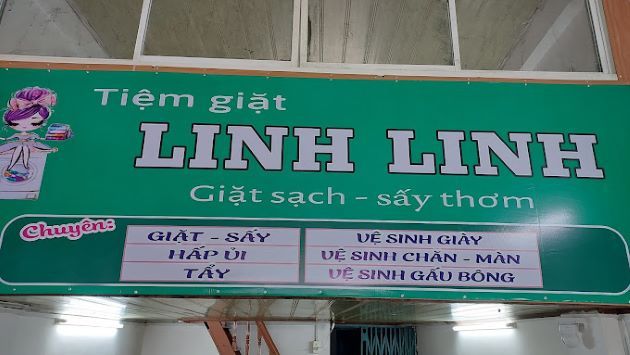 Tiệm giặt
LINH LINH
Giặt sạch - sấy thơm
Chuyên:
GIẶT - SẤY
HẤP ỦI
TẨY
VỆ SINH GIÀY
VỆ SINH CHĂN - MÀN
VỆ SINH GẤU BÔNG